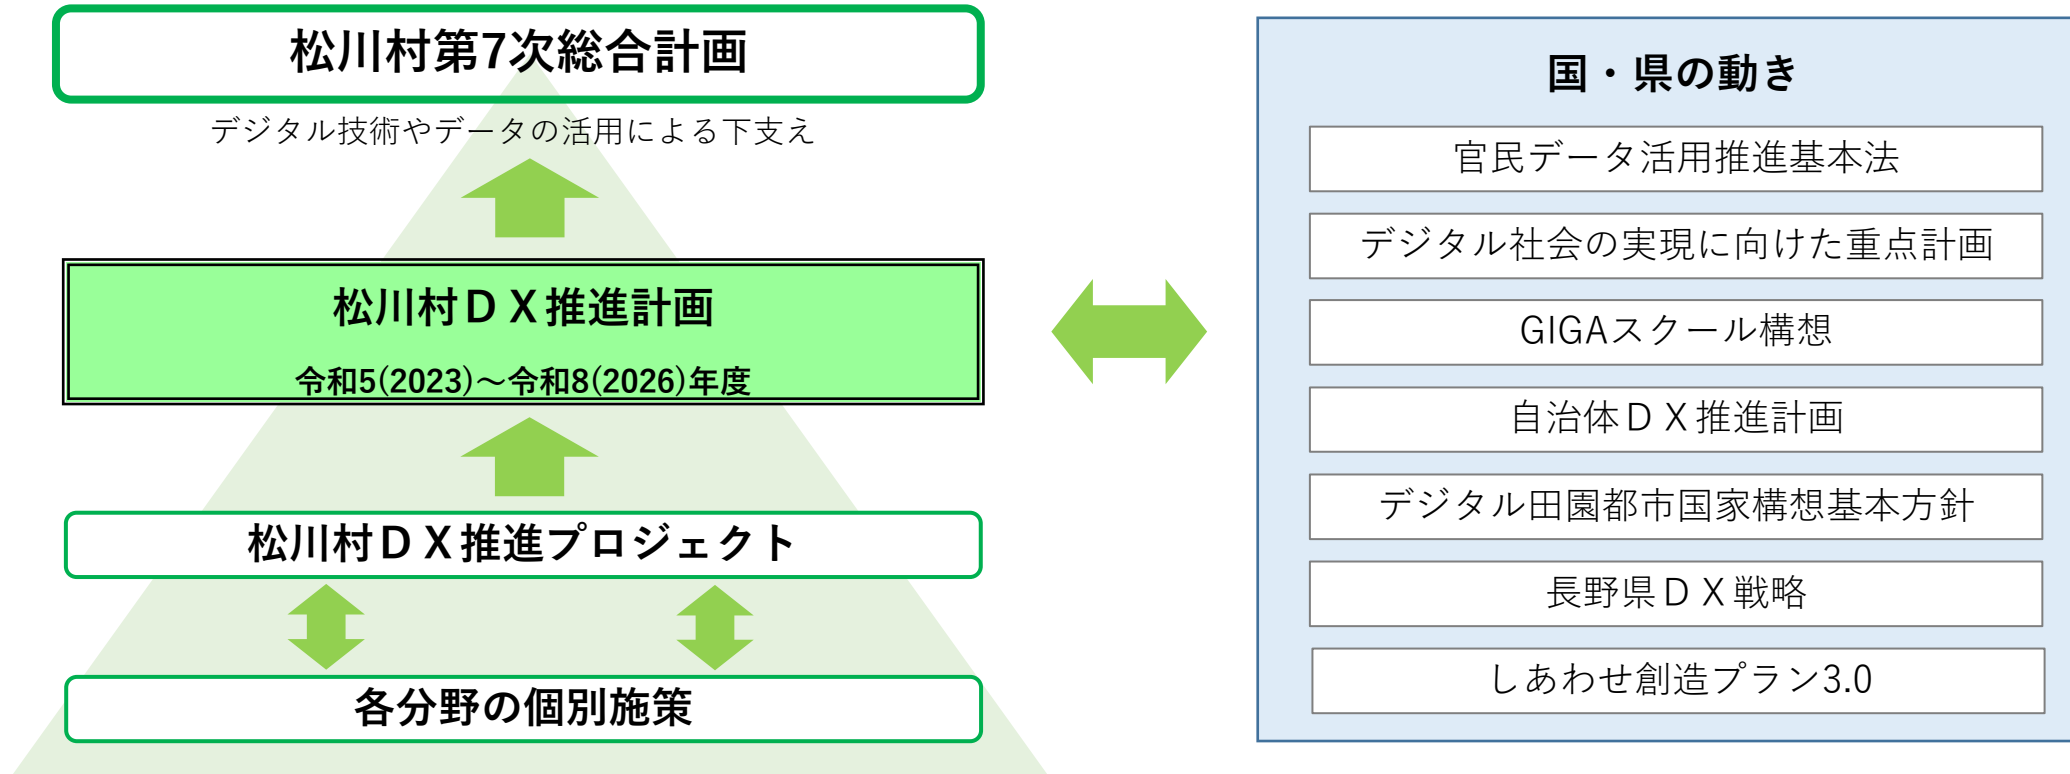 松川村第7次総合計画
デジタル技術やデータの活用による下支え
松川村ＤＸ推進計画
令和5(2023)～令和8(2026)年度
松川村ＤＸ推進プロジェクト
各分野の個別施策
国・県の動き
官民データ活用推進基本法
デジタル社会の実現に向けた重点計画
GIGAスクール構想
自治体ＤＸ推進計画
デジタル田園都市国家構想基本方針
長野県ＤＸ戦略
しあわせ創造プラン3.0